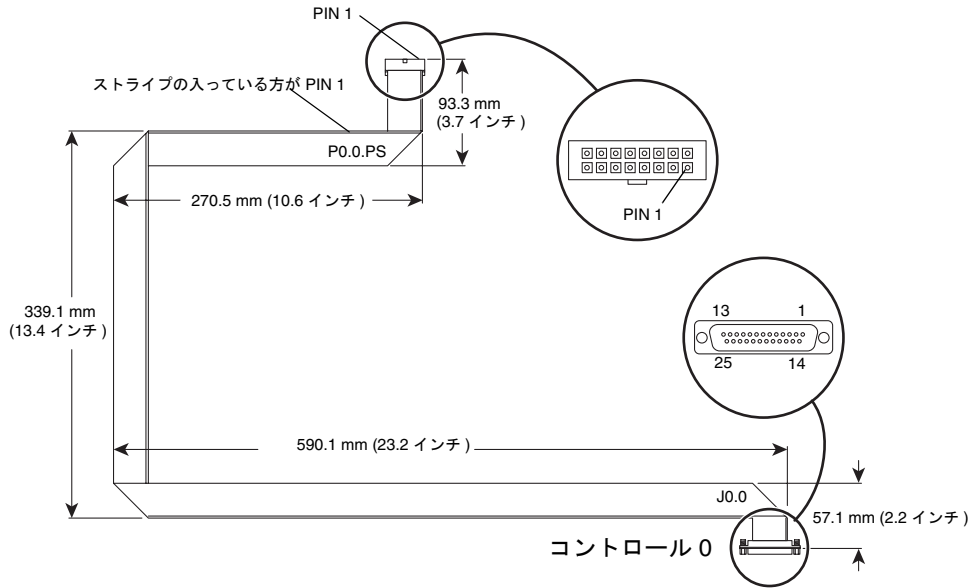 PIN 1
ストライプの入っている方が PIN 1
93.3 mm
(3.7 インチ )
P0.0.PS
270.5 mm (10.6 インチ )
PIN 1
339.1 mm
(13.4 インチ )
13 1
25 14
590.1 mm (23.2 インチ )
J0.0
57.1 mm (2.2 インチ )
コントロール 0